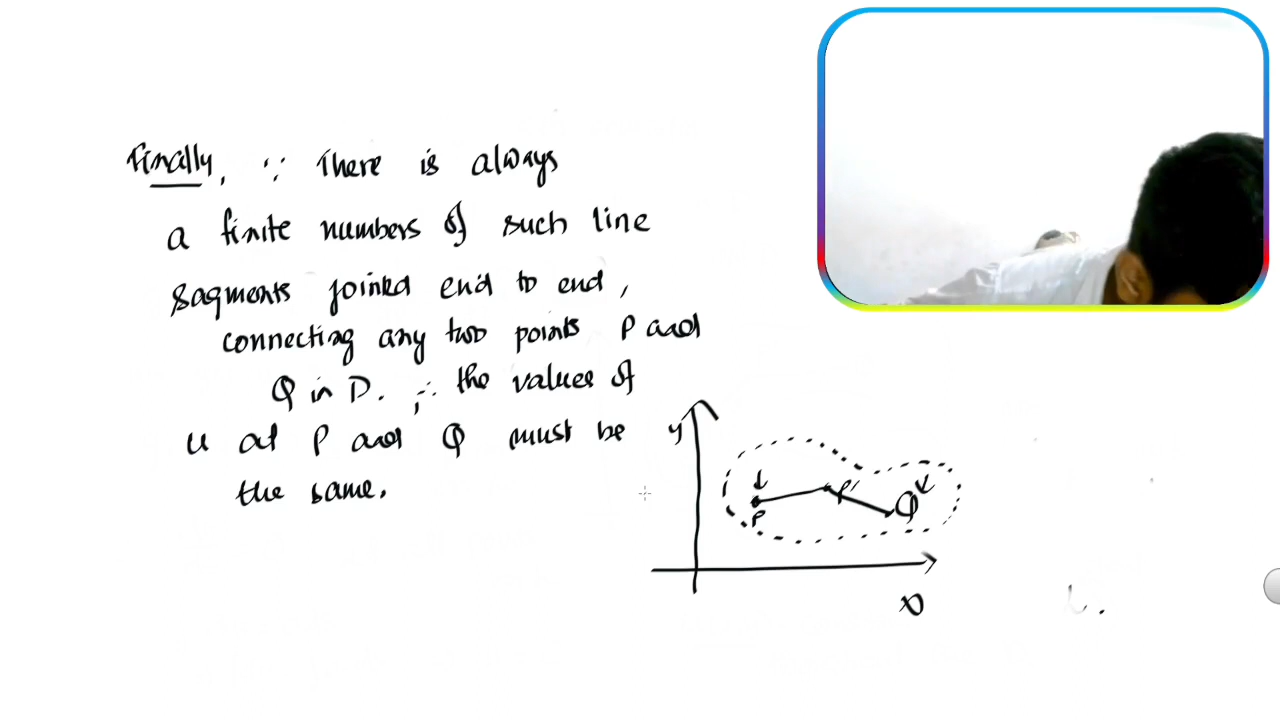 Finally, ∵ There is always
a finite numbers of such line
sagments joined end to end,
connecting any two points P and
Q in D. ∴ the values of
u at P and Q must be
the same.
y
P
P'
Q
x